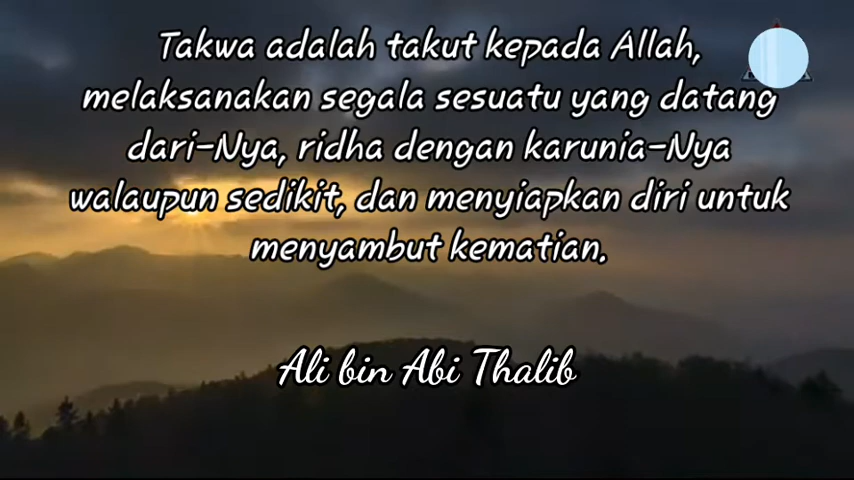 Takwa adalah takut kepada Allah,
melaksanakan segala sesuatu yang datang
dari-Nya, ridha dengan karunia-Nya
walaupun sedikit, dan menyiapkan diri untuk
menyambut kematian.
Ali bin Abi Thalib